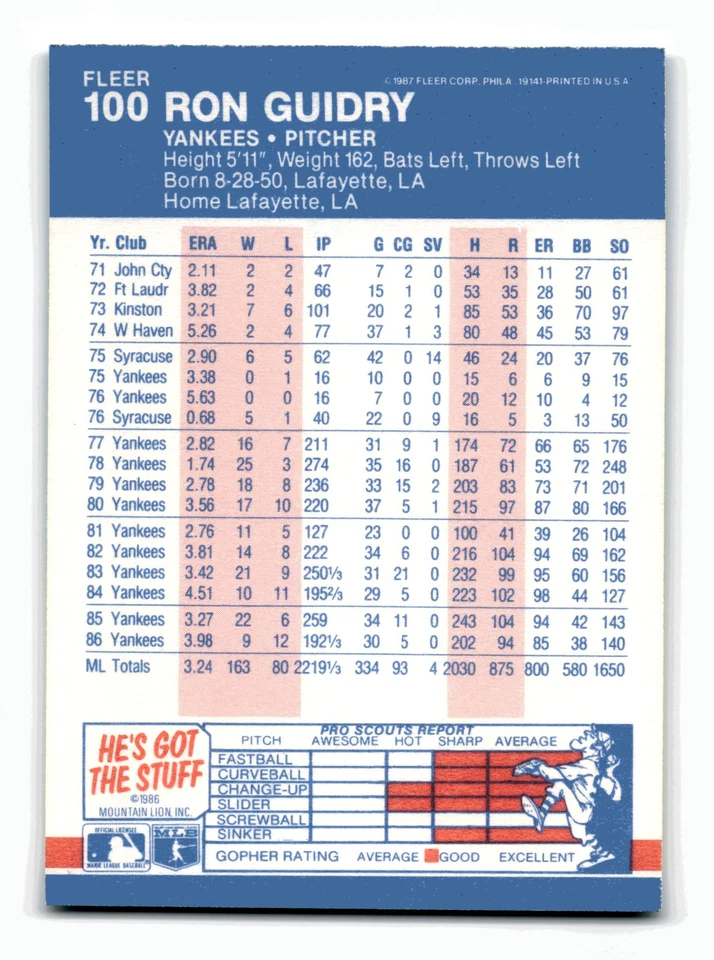 FLEER
© 1987 FLEER CORP. PHILA. 19141-PRINTED IN U.S.A.
100 RON GUIDRY
YANKEES • PITCHER
Height 5'11", Weight 162, Bats Left, Throws Left
Born 8-28-50, Lafayette, LA
Home Lafayette, LA
Yr. Club ERA W L IP G CG SV H R ER BB SO
71 John Cty 2.11 2 2 47 7 2 0 34 13 11 27 61
72 Ft Laudr 3.82 2 4 66 15 1 0 53 35 28 50 61
73 Kinston 3.21 7 6 101 20 2 1 85 53 36 70 97
74 W Haven 5.26 2 4 77 37 1 3 80 48 45 53 79
75 Syracuse 2.90 6 5 62 42 0 14 46 24 20 37 76
75 Yankees 3.38 0 1 16 10 0 0 15 6 6 9 15
76 Yankees 5.63 0 0 16 7 0 0 20 12 10 4 12
76 Syracuse 0.68 5 1 40 22 0 9 16 5 3 13 50
77 Yankees 2.82 16 7 211 31 9 1 174 72 66 65 176
78 Yankees 1.74 25 3 274 35 16 0 187 61 53 72 248
79 Yankees 2.78 18 8 236 33 15 2 203 83 73 71 201
80 Yankees 3.56 17 10 220 37 5 1 215 97 87 80 166
81 Yankees 2.76 11 5 127 23 0 0 100 41 39 26 104
82 Yankees 3.81 14 8 222 34 6 0 216 104 94 69 162
83 Yankees 3.42 21 9 250⅓ 31 21 0 232 99 95 60 156
84 Yankees 4.51 10 11 195⅔ 29 5 0 223 102 98 44 127
85 Yankees 3.27 22 6 259 34 11 0 243 104 94 42 143
86 Yankees 3.98 9 12 192⅓ 30 5 0 202 94 85 38 140
ML Totals 3.24 163 80 2219⅓ 334 93 4 2030 875 800 580 1650
HE'S GOT
THE STUFF
©1986
MOUNTAIN LION, INC.
OFFICIAL LICENSEE
MAJOR LEAGUE BASEBALL
MLB
PRO SCOUTS REPORT
PITCH AWESOME HOT SHARP AVERAGE
FASTBALL
CURVEBALL
CHANGE-UP
SLIDER
SCREWBALL
SINKER
GOPHER RATING AVERAGE GOOD EXCELLENT